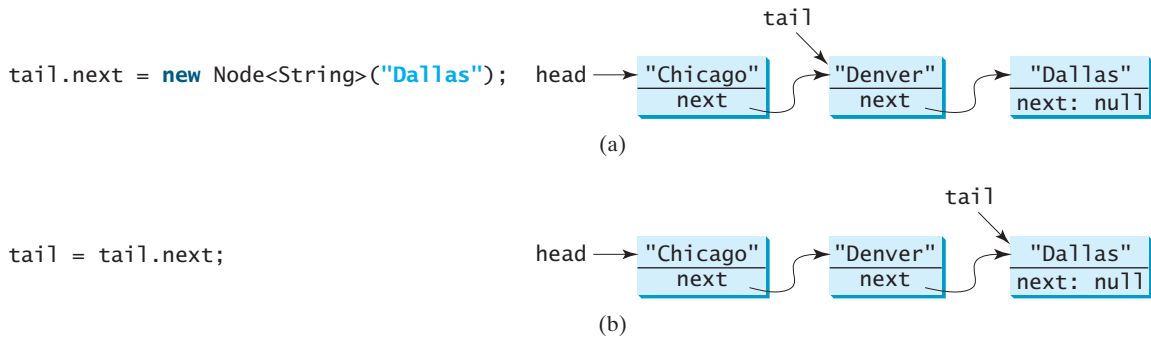 tail
tail.next = new Node<String>("Dallas"); head "Chicago" "Denver" "Dallas"
next next next: null
(a)
tail
tail = tail.next; head "Chicago" "Denver" "Dallas"
next next next: null
(b)